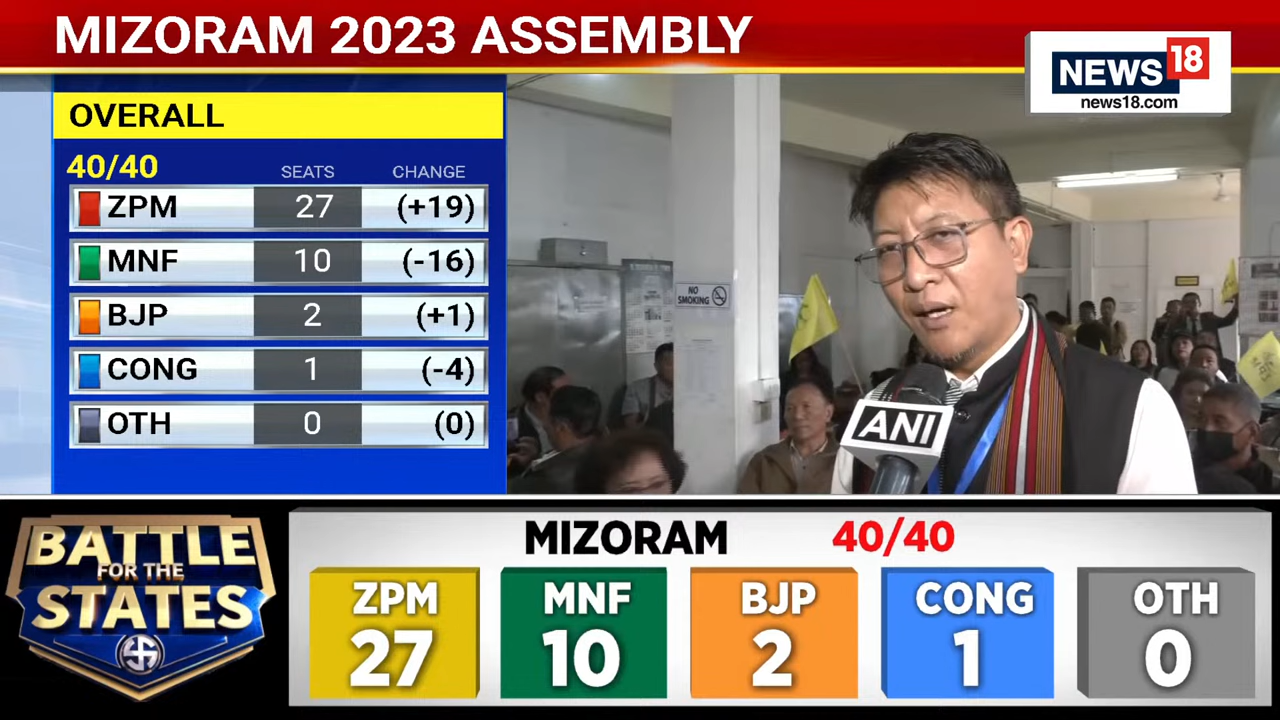 MIZORAM 2023 ASSEMBLY
NEWS 18
news18.com
OVERALL
40/40 SEATS CHANGE
ZPM 27 (+19)
MNF 10 (-16)
BJP 2 (+1)
CONG 1 (-4)
OTH 0 (0)
NO
SMOKING
ANI
BATTLE
FOR THE
STATES
MIZORAM 40/40
ZPM MNF BJP CONG OTH
27 10 2 1 0